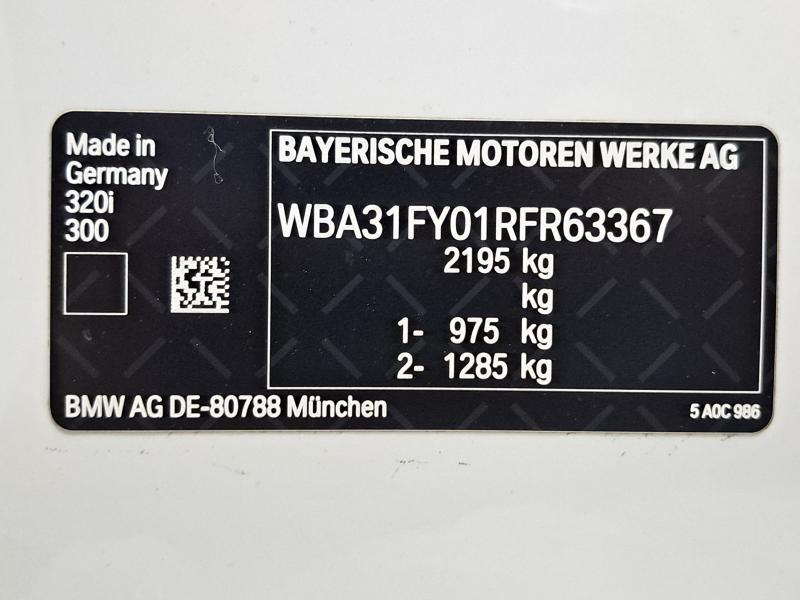 Made in
Germany
320i
300
BAYERISCHE MOTOREN WERKE AG
WBA31FY01RFR63367
2195 kg
kg
1- 975 kg
2- 1285 kg
BMW AG DE-80788 München
5 A0C 986